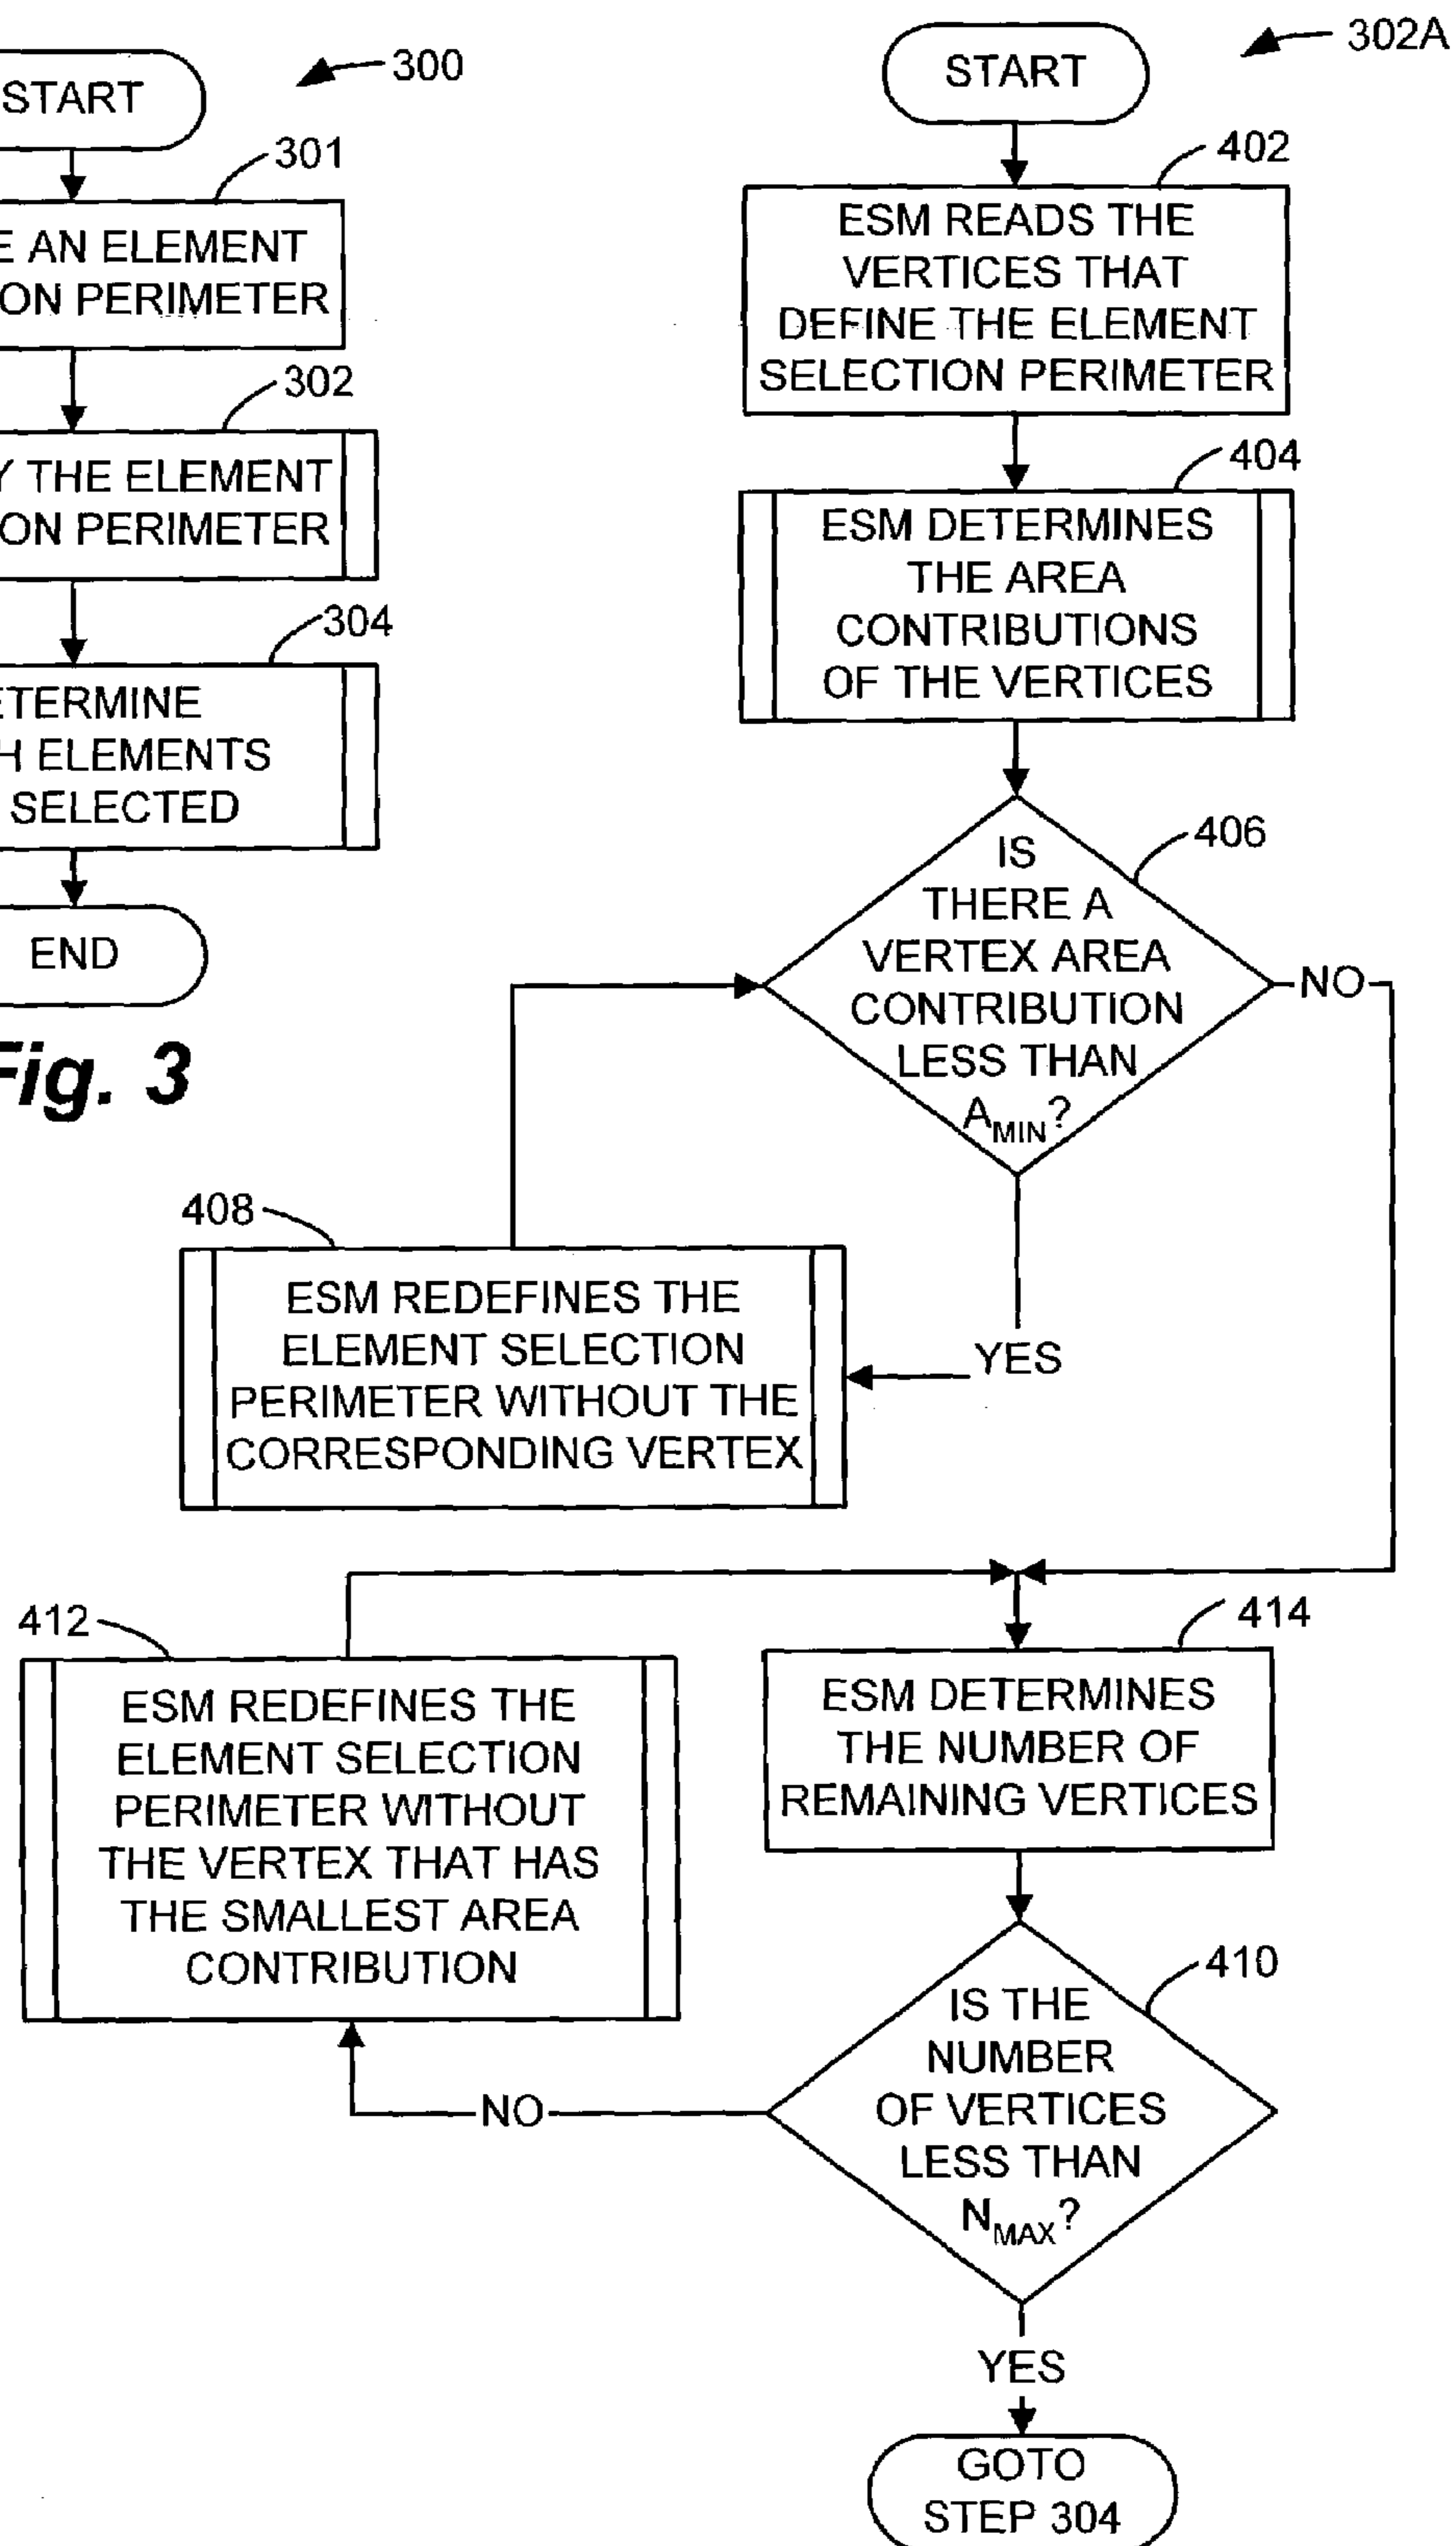 START
300
301
E AN ELEMENT
ON PERIMETER
302
Y THE ELEMENT
ON PERIMETER
304
ETERMINE
H ELEMENTS
SELECTED
END
Fig. 3
302A
START
402
ESM READS THE
VERTICES THAT
DEFINE THE ELEMENT
SELECTION PERIMETER
404
ESM DETERMINES
THE AREA
CONTRIBUTIONS
OF THE VERTICES
406
IS
THERE A
VERTEX AREA
CONTRIBUTION
LESS THAN
AMIN?
NO
YES
408
ESM REDEFINES THE
ELEMENT SELECTION
PERIMETER WITHOUT THE
CORRESPONDING VERTEX
414
ESM DETERMINES
THE NUMBER OF
REMAINING VERTICES
412
ESM REDEFINES THE
ELEMENT SELECTION
PERIMETER WITHOUT
THE VERTEX THAT HAS
THE SMALLEST AREA
CONTRIBUTION
410
IS THE
NUMBER
OF VERTICES
LESS THAN
NMAX?
NO
YES
GOTO
STEP 304